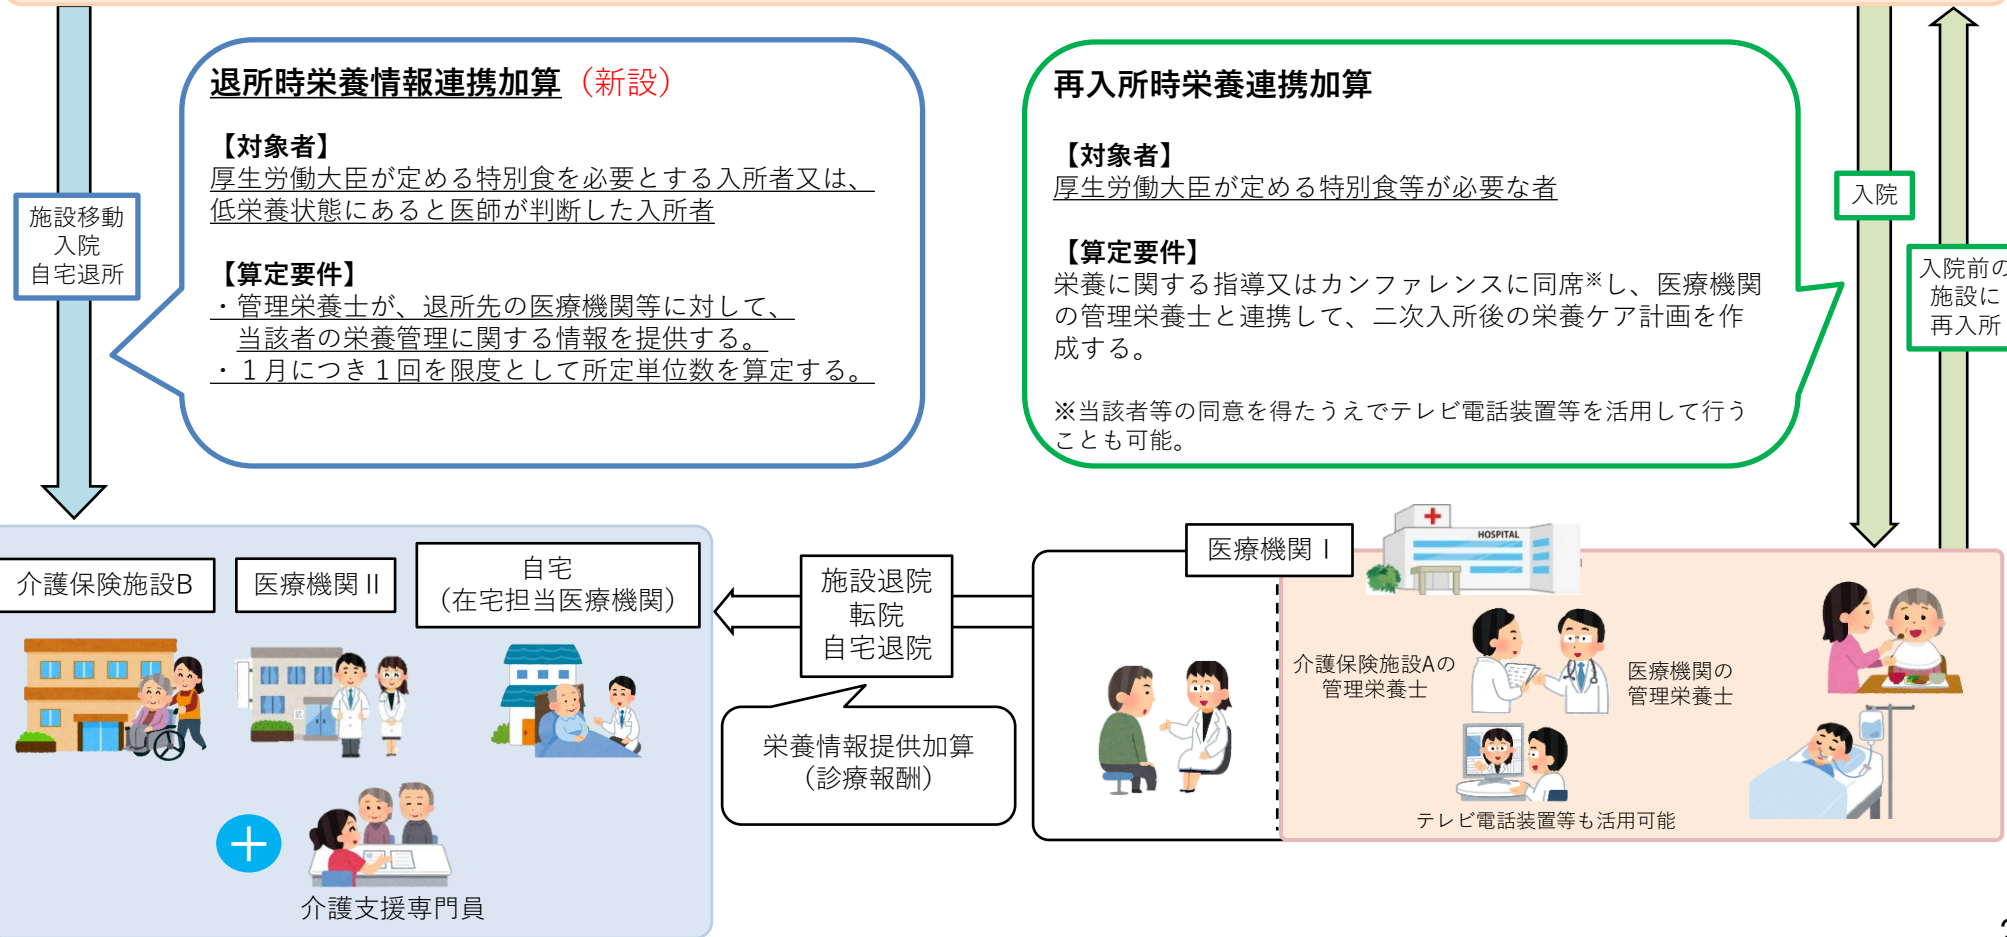 退所時栄養情報連携加算（新設）
【対象者】
厚生労働大臣が定める特別食を必要とする入所者又は、
低栄養状態にあると医師が判断した入所者
【算定要件】
・管理栄養士が、退所先の医療機関等に対して、
当該者の栄養管理に関する情報を提供する。
・１月につき１回を限度として所定単位数を算定する。
施設移動
入院
自宅退所
再入所時栄養連携加算
【対象者】
厚生労働大臣が定める特別食等が必要な者
【算定要件】
栄養に関する指導又はカンファレンスに同席※し、医療機関
の管理栄養士と連携して、二次入所後の栄養ケア計画を作
成する。
※当該者等の同意を得たうえでテレビ電話装置等を活用して行う
ことも可能。
入院
入院前の
施設に
再入所
介護保険施設B
医療機関Ⅱ
自宅
（在宅担当医療機関）
介護支援専門員
施設退院
転院
自宅退院
栄養情報提供加算
（診療報酬）
医療機関Ⅰ
HOSPITAL
介護保険施設Aの
管理栄養士
医療機関の
管理栄養士
テレビ電話装置等も活用可能